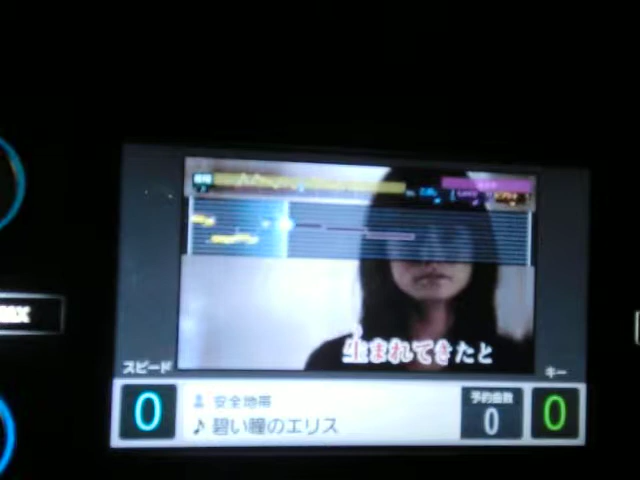 生まれてきたと
スピード
キー
0
安全地帯
♪ 碧い瞳のエリス
予約曲数
0
0